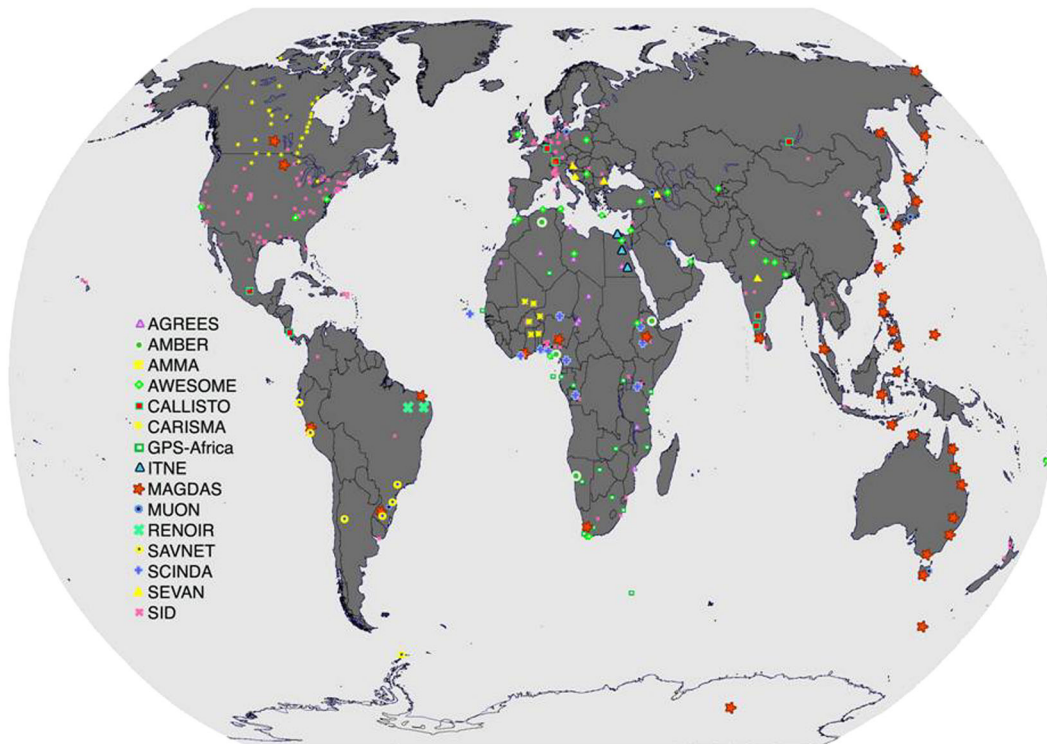 AGREES
AMBER
AMMA
AWESOME
CALLISTO
CARISMA
GPS-Africa
ITNE
MAGDAS
MUON
RENOIR
SAVNET
SCINDA
SEVAN
SID